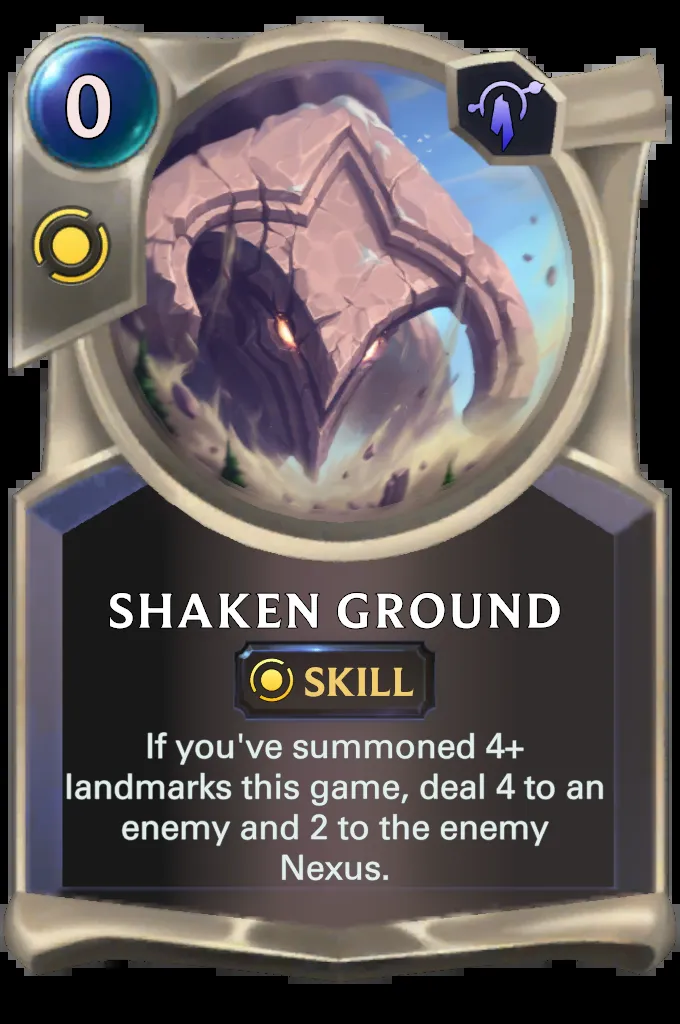 0
SHAKEN GROUND
SKILL
If you've summoned 4+
landmarks this game, deal 4 to an
enemy and 2 to the enemy
Nexus.